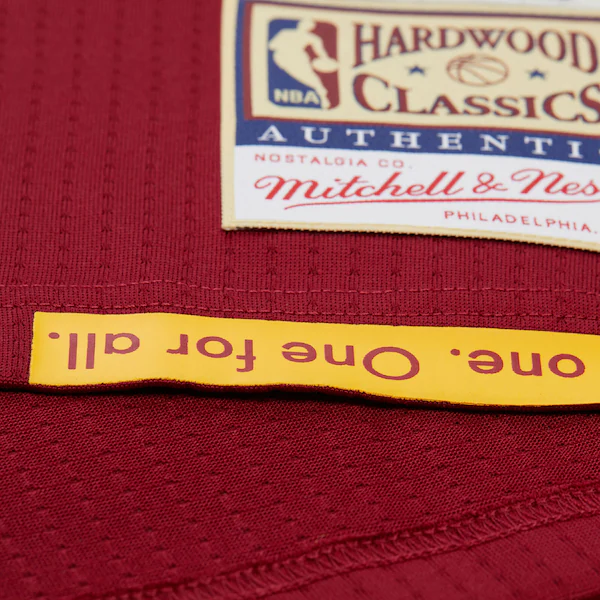 NBA
HARDWOOD
CLASSICS
AUTHENTI
NOSTALGIA CO.
Mitchell & Nes
PHILADELPHIA,
one. One for all.